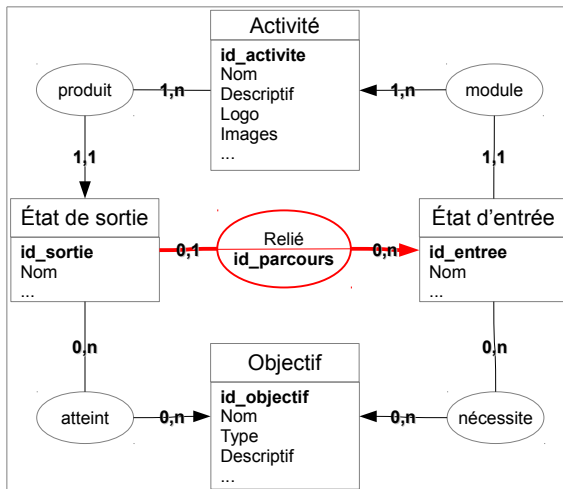 Activité
id_activite
Nom
Descriptif
Logo
Images
...
produit
1,n
1,n
module
1,1
1,1
État de sortie
id_sortie
Nom
...
0,1
Relié
id_parcours
0,n
État d'entrée
id_entree
Nom
...
0,n
0,n
Objectif
id_objectif
Nom
Type
Descriptif
...
atteint
0,n
0,n
nécessite